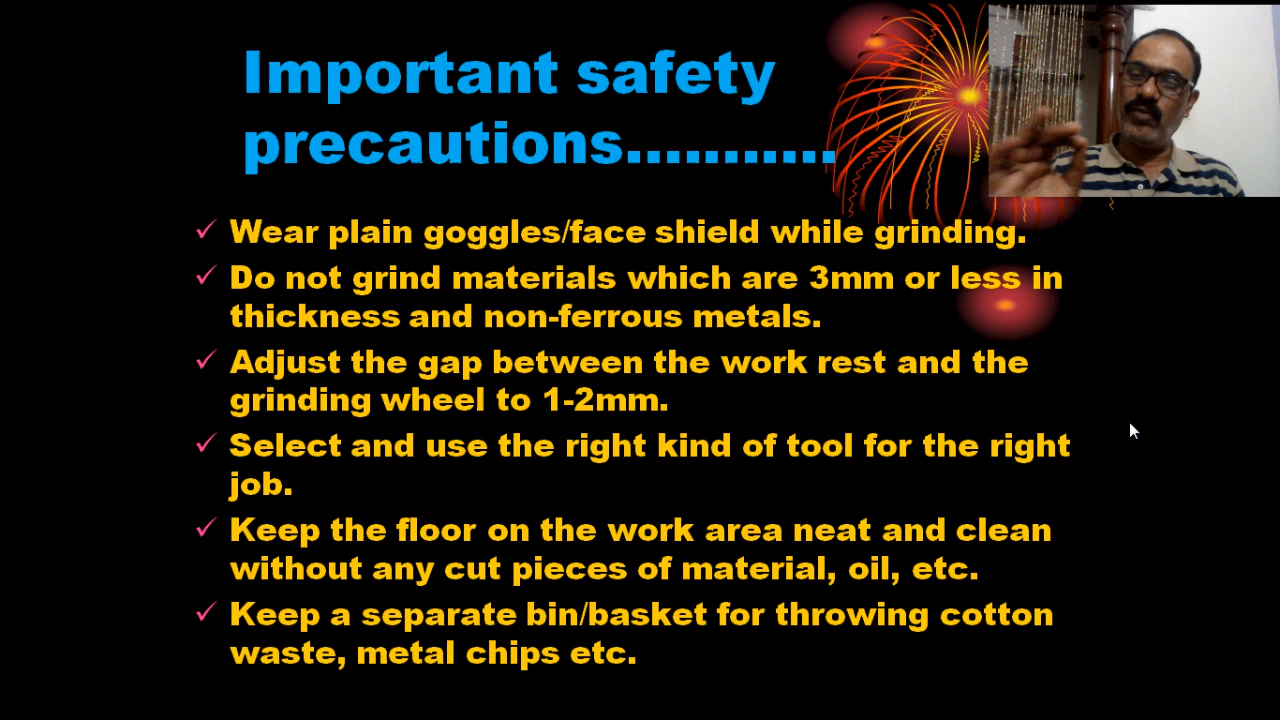 Important safety
precautions...........
✓ Wear plain goggles/face shield while grinding.
✓ Do not grind materials which are 3mm or less in
thickness and non-ferrous metals.
✓ Adjust the gap between the work rest and the
grinding wheel to 1-2mm.
✓ Select and use the right kind of tool for the right
job.
✓ Keep the floor on the work area neat and clean
without any cut pieces of material, oil, etc.
✓ Keep a separate bin/basket for throwing cotton
waste, metal chips etc.